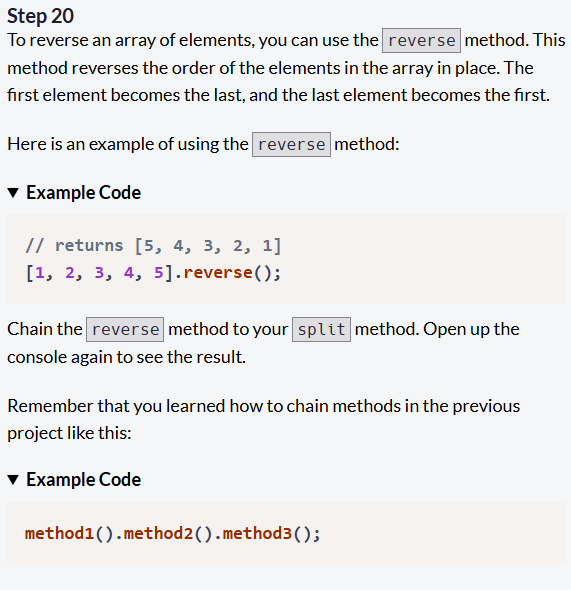 Step 20
To reverse an array of elements, you can use the reverse method. This
method reverses the order of the elements in the array in place. The
first element becomes the last, and the last element becomes the first.
Here is an example of using the reverse method:
▼ Example Code
// returns [5, 4, 3, 2, 1]
[1, 2, 3, 4, 5].reverse();
Chain the reverse method to your split method. Open up the
console again to see the result.
Remember that you learned how to chain methods in the previous
project like this:
▼ Example Code
method1().method2().method3();